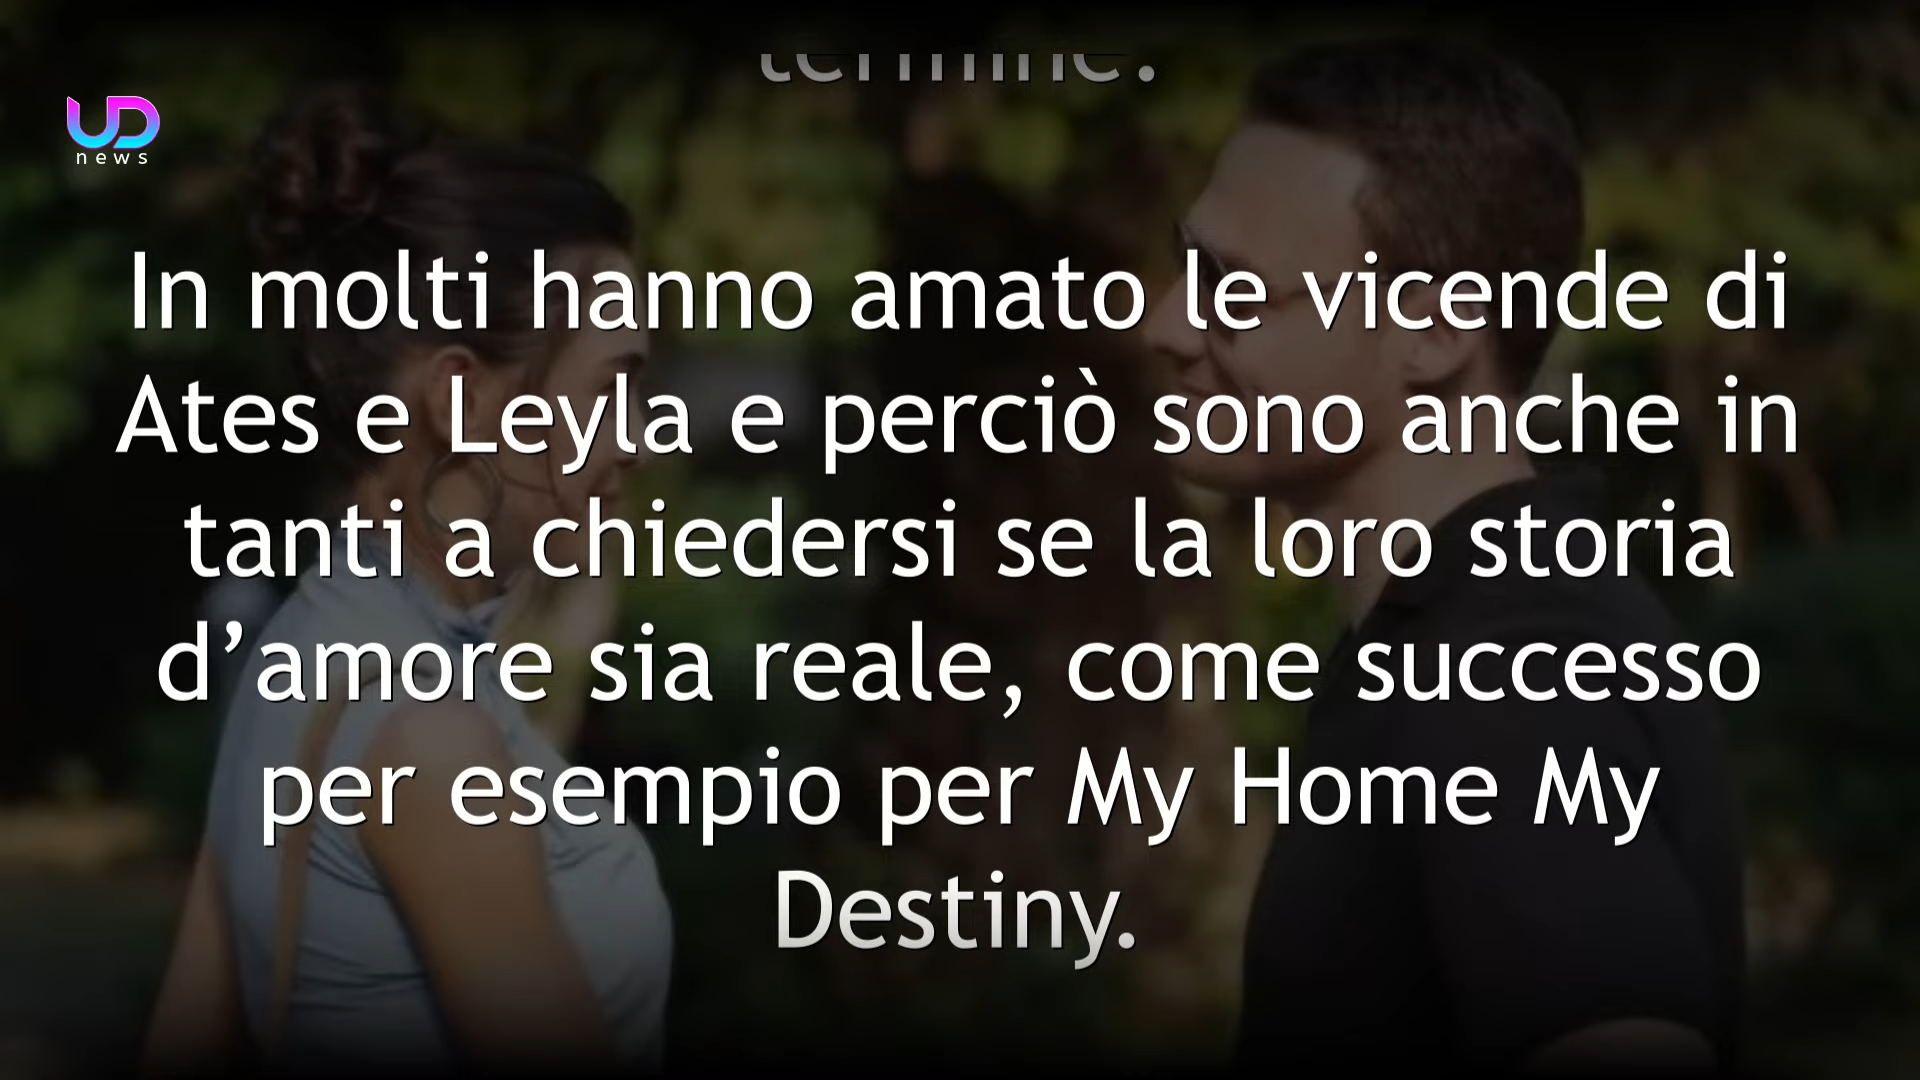 termine.
UD
news
In molti hanno amato le vicende di
Ates e Leyla e perciò sono anche in
tanti a chiedersi se la loro storia
d’amore sia reale, come successo
per esempio per My Home My
Destiny.